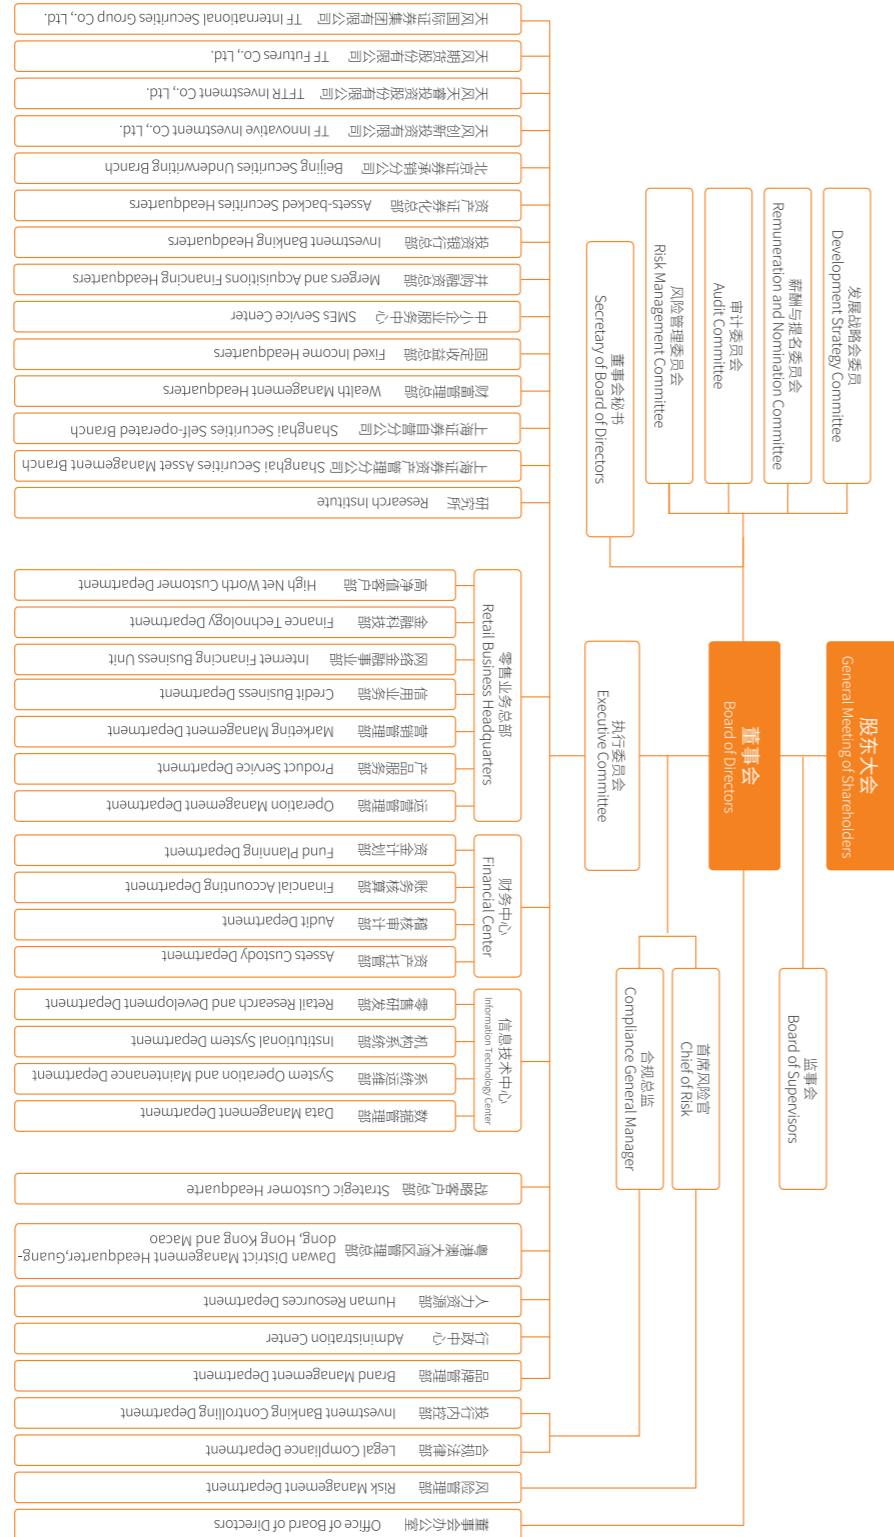 股东大会
General Meeting of Shareholders
董事会
Board of Directors
监事会
Board of Supervisors
发展战略会委员
Development Strategy Committee
薪酬与提名委员会
Remuneration and Nomination Committee
审计委员会
Audit Committee
风险管理委员会
Risk Management Committee
董事会秘书
Secretary of Board of Directors
执行委员会
Executive Committee
首席风险官
Chief of Risk
合规总监
Compliance General Manager
天风国际证券集团有限公司 TF International Securities Group Co., Ltd.
天风期货股份有限公司 TF Futures Co., Ltd.
天风天睿投资股份有限公司 TFTR Investment Co., Ltd.
天风创新投资有限公司 TF Innovative Investment Co., Ltd.
北京证券承销分公司 Beijing Securities Underwriting Branch
资产证券化总部 Assets-backed Securities Headquarters
投资银行总部 Investment Banking Headquarters
并购融资总部 Mergers and Acquisitions Financing Headquarters
中小企业服务中心 SMEs Service Center
固定收益总部 Fixed Income Headquarters
财富管理总部 Wealth Management Headquarters
上海证券自营分公司 Shanghai Securities Self-operated Branch
上海证券资产管理分公司 Shanghai Securities Asset Management Branch
研究所 Research Institute
零售业务总部
Retail Business Headquarters
高净值客户部 High Net Worth Customer Department
金融科技部 Finance Technology Department
网络金融事业部 Internet Financing Business Unit
信用业务部 Credit Business Department
营销管理部 Marketing Management Department
产品服务部 Product Service Department
运营管理部 Operation Management Department
财务中心
Financial Center
资金计划部 Fund Planning Department
账务核算部 Financial Accounting Department
稽核审计部 Audit Department
资产托管部 Assets Custody Department
信息技术中心
Information Technology Center
零售研发部 Retail Research and Development Department
机构系统部 Institutional System Department
系统运维部 System Operation and Maintenance Department
数据管理部 Data Management Department
战略客户总部 Strategic Customer Headquarte
粤港澳大湾区管理总部 Dawan District Management Headquarter,Guang-
dong, Hong Kong and Macao
人力资源部 Human Resources Department
行政中心 Administration Center
品牌管理部 Brand Management Department
投行内控部 Investment Banking Controlling Department
合规法律部 Legal Compliance Department
风险管理部 Risk Management Department
董事会办公室 Office of Board of Directors